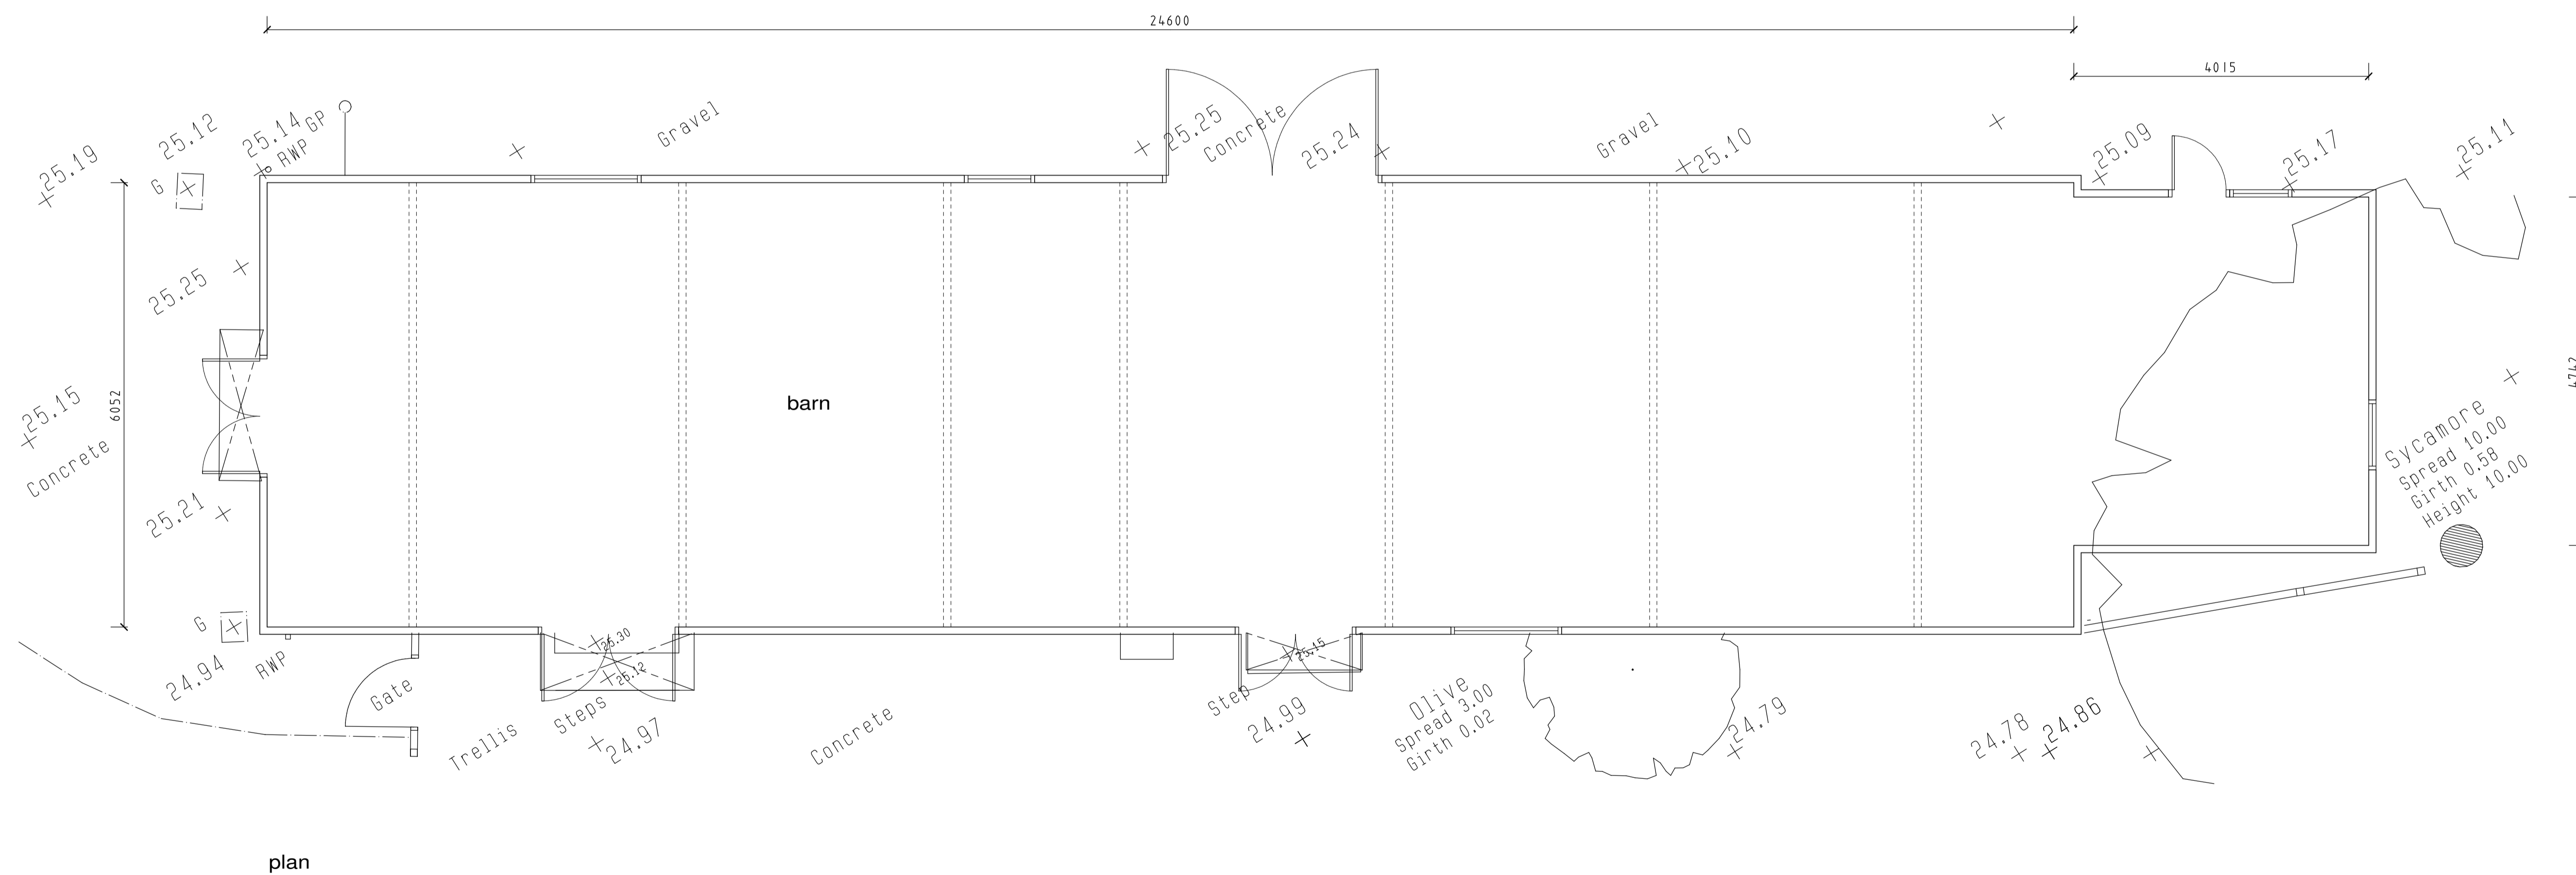 24600
4015
25.19
25.12
25.14
GP
RWP
G
Gravel
25.25
Concrete
25.24
Gravel
25.10
25.09
25.17
25.11
25.25
6052
barn
4742
25.15
Concrete
25.21
Sycamore
Spread 10.00
Girth 0.58
Height 10.00
G
24.94
RWP
Gate
Trellis
25.30
25.12
Steps
24.97
Concrete
25.15
Step
24.99
Olive
Spread 3.00
Girth 0.02
24.79
24.78
24.86
plan